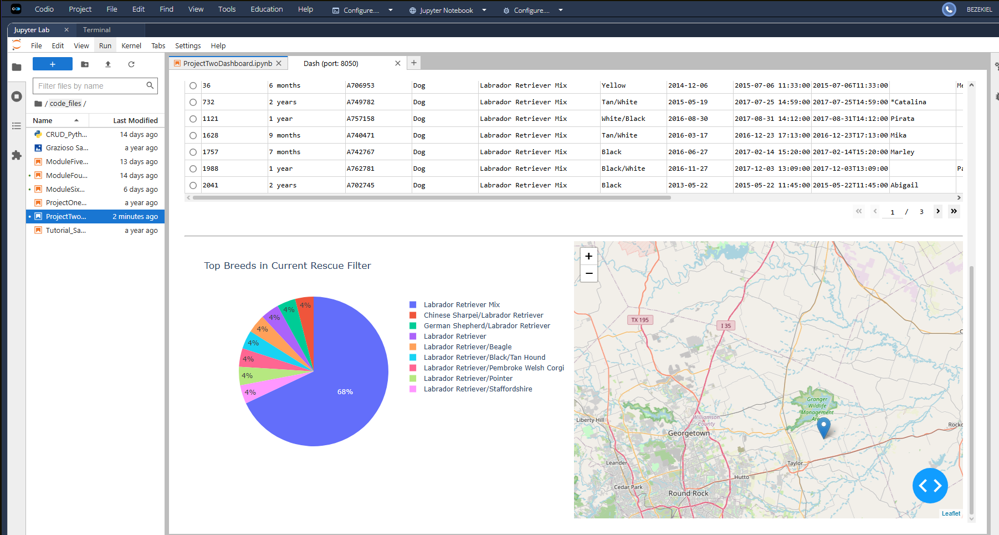 Codio Project File Edit Find View Tools Education Help Configure.... Jupyter Notebook Configure.... BEZEKIEL
Jupyter Lab Terminal
File Edit View Run Kernel Tabs Settings Help
ProjectTwoDashboard.ipynb Dash (port: 8050)
Filter files by name
/ code_files /
Name Last Modified
CRUD_Pyth... 14 days ago
Grazioso Sa... a year ago
ModuleFive... 13 days ago
ModuleFou... 14 days ago
ModuleSix... 6 days ago
ProjectOne... a year ago
ProjectTwo... 2 minutes ago
Tutorial_Sa... a year ago
36 6 months A706953 Dog Labrador Retriever Mix Yellow 2014-12-06 2015-07-06 11:33:00 2015-07-06T11:33:00 Me
732 2 years A749782 Dog Labrador Retriever Mix Tan/White 2015-05-19 2017-07-25 14:59:00 2017-07-25T14:59:00 *Catalina
1121 1 year A757158 Dog Labrador Retriever Mix White/Black 2016-08-30 2017-08-31 14:12:00 2017-08-31T14:12:00 Pirata
1628 9 months A740471 Dog Labrador Retriever Mix Tan/White 2016-03-17 2016-12-23 17:13:00 2016-12-23T17:13:00 Mika
1757 7 months A742767 Dog Labrador Retriever Mix Black 2016-06-27 2017-02-14 15:20:00 2017-02-14T15:20:00 Marley
1988 1 year A762781 Dog Labrador Retriever Mix Black/White 2016-11-27 2017-12-03 13:09:00 2017-12-03T13:09:00 Pa
2041 2 years A702745 Dog Labrador Retriever Mix Black 2013-05-22 2015-05-22 11:45:00 2015-05-22T11:45:00 Abigail
1 / 3
Top Breeds in Current Rescue Filter
4%
4%
4%
4%
4%
4%
4%
4%
68%
Labrador Retriever Mix
Chinese Sharpei/Labrador Retriever
German Shepherd/Labrador Retriever
Labrador Retriever
Labrador Retriever/Beagle
Labrador Retriever/Black/Tan Hound
Labrador Retriever/Pembroke Welsh Corgi
Labrador Retriever/Pointer
Labrador Retriever/Staffordshire
+
−
TX 195
I 35
Granger
Wildlife
Management
Area
Liberty Hill
Williamson
County
Georgetown
Rockd
Leander
Taylor
Hutto
Cedar Park
Round Rock
Leaflet